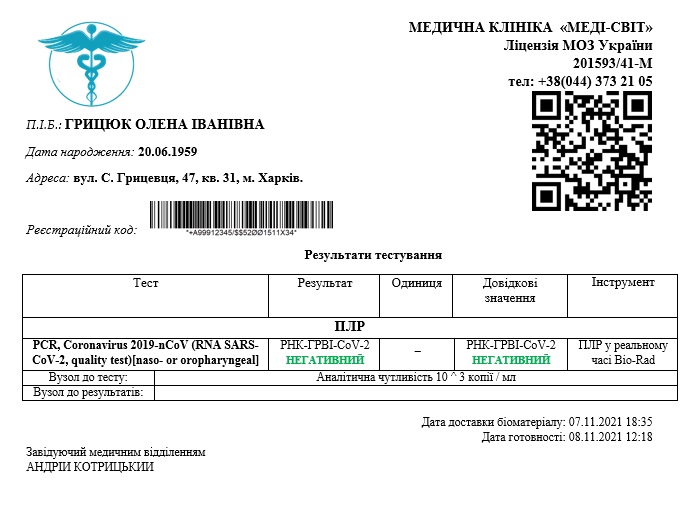 МЕДИЧНА КЛІНІКА «МЕДІ-СВІТ»
Ліцензія МОЗ України
201593/41-М
тел: +38(044) 373 21 05
П.І.Б.: ГРИЦЮК ОЛЕНА ІВАНІВНА
Дата народження: 20.06.1959
Адреса: вул. С. Грицевця, 47, кв. 31, м. Харків.
Реєстраційний код:
*+A99912345/$$52ØØ1511X34*
Результати тестування
Тест Результат Одиниця Довідкові значення Інструмент
ПЛР
PCR, Coronavirus 2019-nCoV (RNA SARS- РНК-ГРВІ-CoV-2 – РНК-ГРВІ-CoV-2 ПЛР у реальному
CoV-2, quality test)[naso- or oropharyngeal] НЕГАТИВНИЙ НЕГАТИВНИЙ часі Bio-Rad
Вузол до тесту: Аналітична чутливість 10 ^ 3 копії / мл
Вузол до результатів:
Дата доставки біоматеріалу: 07.11.2021 18:35
Дата готовності: 08.11.2021 12:18
Завідуючий медичним відділенням
АНДРІЙ КОТРИЦЬКИЙ